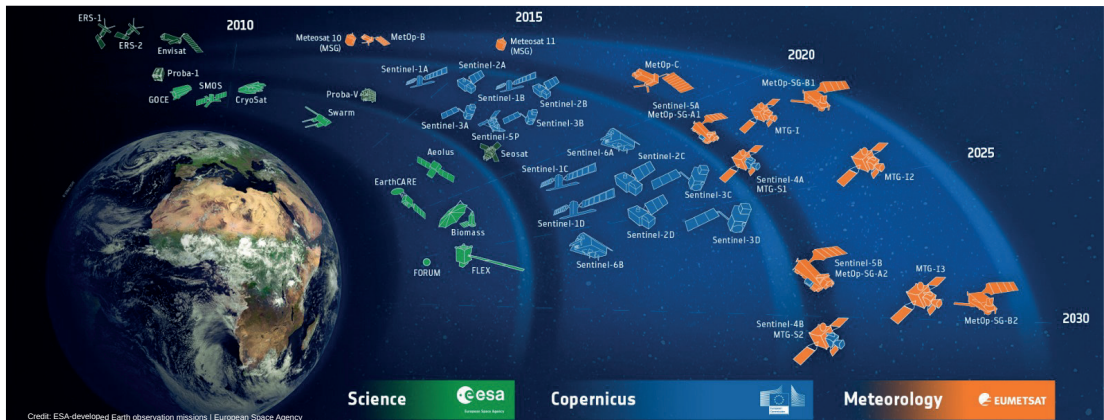 2010
2015
2020
2025
2030
ERS-1
ERS-2
Envisat
Meteosat 10
(MSG)
MetOp-B
Meteosat 11
(MSG)
Proba-1
GOCE
SMOS
CryoSat
Proba-V
Swarm
Sentinel-1A
Sentinel-2A
Sentinel-1B
Sentinel-2B
Sentinel-3A
Sentinel-5P
Sentinel-3B
Seosat
MetOp-C
MetOp-SG-B1
Sentinel-5A
MetOp-SG-A1
MTG-I
Aeolus
EarthCARE
Sentinel-6A
Sentinel-1C
Sentinel-2C
Sentinel-3C
Sentinel-4A
MTG-S1
MTG-I2
Biomass
Sentinel-1D
Sentinel-2D
Sentinel-3D
FORUM
FLEX
Sentinel-6B
Sentinel-5B
MetOp-SG-A2
MTG-I3
MetOp-SG-B2
Sentinel-4B
MTG-S2
Science
esa
European Space Agency
Copernicus
Meteorology
EUMETSAT
Credit: ESA-developed Earth observation missions | European Space Agency